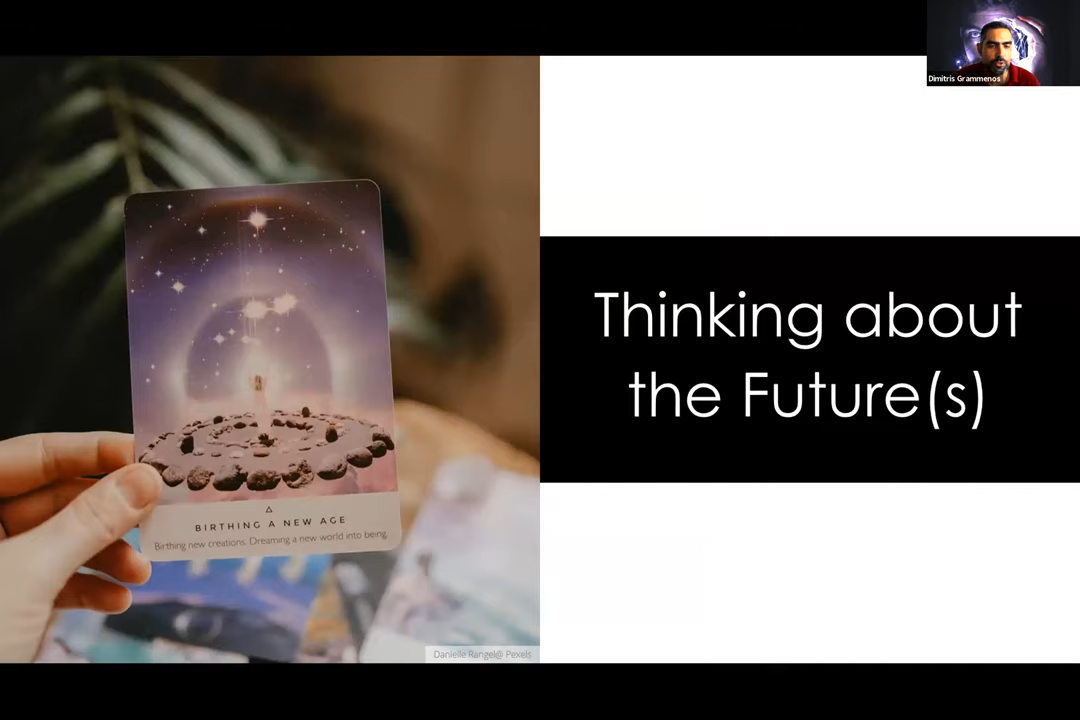 Dimitris Grammenos
Thinking about
the Future(s)
BIRTHING A NEW AGE
Birthing new creations. Dreaming a new world into being.
Danielle Rangel@ Pexels